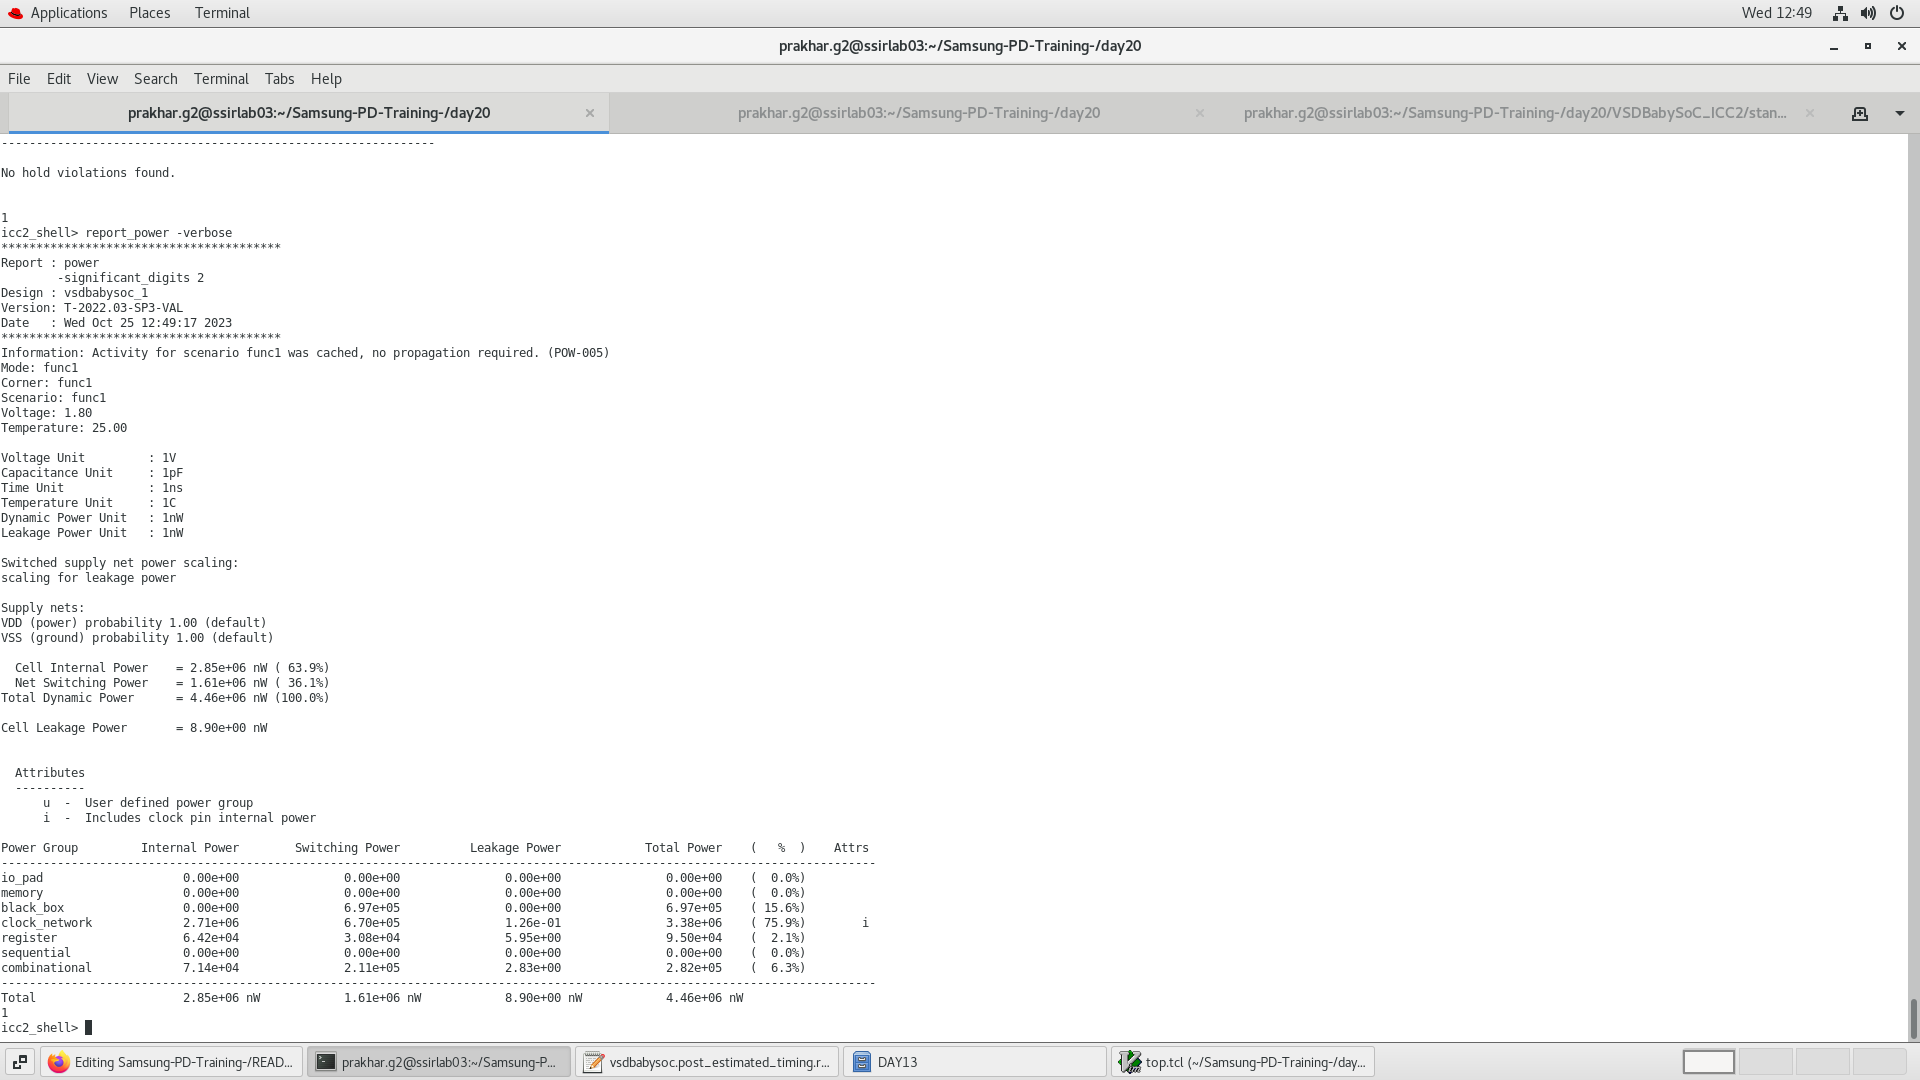 Applications Places Terminal Wed 12:49
prakhar.g2@ssirlab03:~/Samsung-PD-Training-/day20
File Edit View Search Terminal Tabs Help
prakhar.g2@ssirlab03:~/Samsung-PD-Training-/day20 × prakhar.g2@ssirlab03:~/Samsung-PD-Training-/day20 × prakhar.g2@ssirlab03:~/Samsung-PD-Training-/day20/VSDBabySoC_ICC2/stan... ×
--------------------------------------------------------------
No hold violations found.
1
icc2_shell> report_power -verbose
****************************************
Report : power
        -significant_digits 2
Design : vsdbabysoc_1
Version: T-2022.03-SP3-VAL
Date   : Wed Oct 25 12:49:17 2023
****************************************
Information: Activity for scenario func1 was cached, no propagation required. (POW-005)
Mode: func1
Corner: func1
Scenario: func1
Voltage: 1.80
Temperature: 25.00
Voltage Unit         : 1V
Capacitance Unit     : 1pF
Time Unit            : 1ns
Temperature Unit     : 1C
Dynamic Power Unit   : 1nW
Leakage Power Unit   : 1nW
Switched supply net power scaling:
scaling for leakage power
Supply nets:
VDD (power) probability 1.00 (default)
VSS (ground) probability 1.00 (default)
  Cell Internal Power    = 2.85e+06 nW ( 63.9%)
  Net Switching Power    = 1.61e+06 nW ( 36.1%)
Total Dynamic Power      = 4.46e+06 nW (100.0%)
Cell Leakage Power       = 8.90e+00 nW
  Attributes
  ----------
      u  -  User defined power group
      i  -  Includes clock pin internal power
Power Group         Internal Power        Switching Power          Leakage Power            Total Power    (   %  )    Attrs
-----------------------------------------------------------------------------------------------------------------------------
io_pad                    0.00e+00               0.00e+00               0.00e+00               0.00e+00    (  0.0%)
memory                    0.00e+00               0.00e+00               0.00e+00               0.00e+00    (  0.0%)
black_box                 0.00e+00               6.97e+05               0.00e+00               6.97e+05    ( 15.6%)
clock_network             2.71e+06               6.70e+05               1.26e-01               3.38e+06    ( 75.9%)        i
register                  6.42e+04               3.08e+04               5.95e+00               9.50e+04    (  2.1%)
sequential                0.00e+00               0.00e+00               0.00e+00               0.00e+00    (  0.0%)
combinational             7.14e+04               2.11e+05               2.83e+00               2.82e+05    (  6.3%)
-----------------------------------------------------------------------------------------------------------------------------
Total                     2.85e+06 nW            1.61e+06 nW            8.90e+00 nW            4.46e+06 nW
1
icc2_shell>
Editing Samsung-PD-Training-/READ... prakhar.g2@ssirlab03:~/Samsung-P... vsdbabysoc.post_estimated_timing.r... DAY13 top.tcl (~/Samsung-PD-Training-/day...